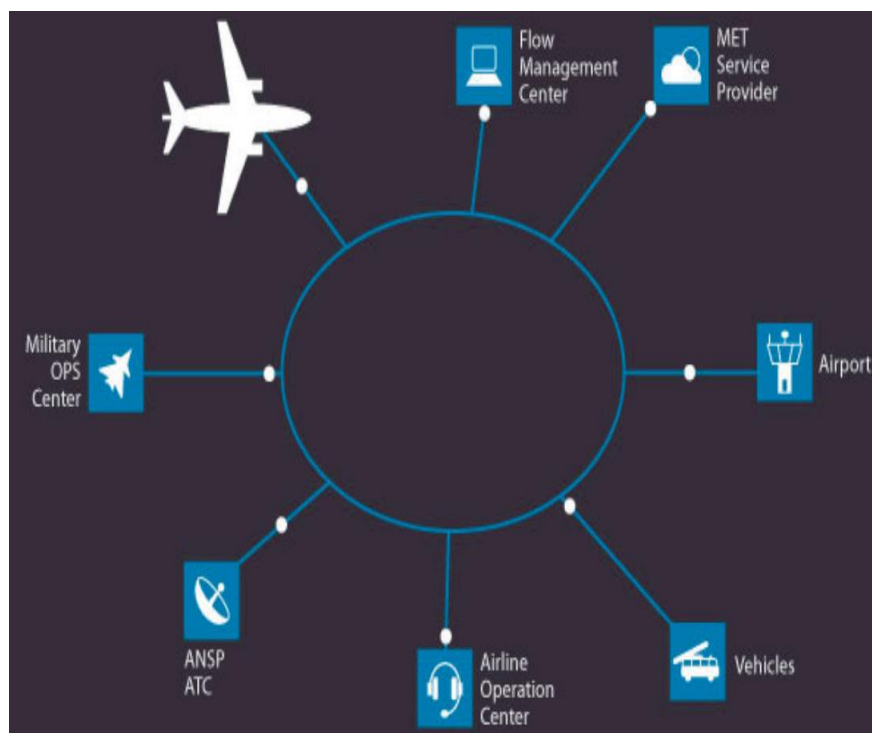 Flow
Management
Center
MET
Service
Provider
Military
OPS
Center
Airport
ANSP
ATC
Airline
Operation
Center
Vehicles